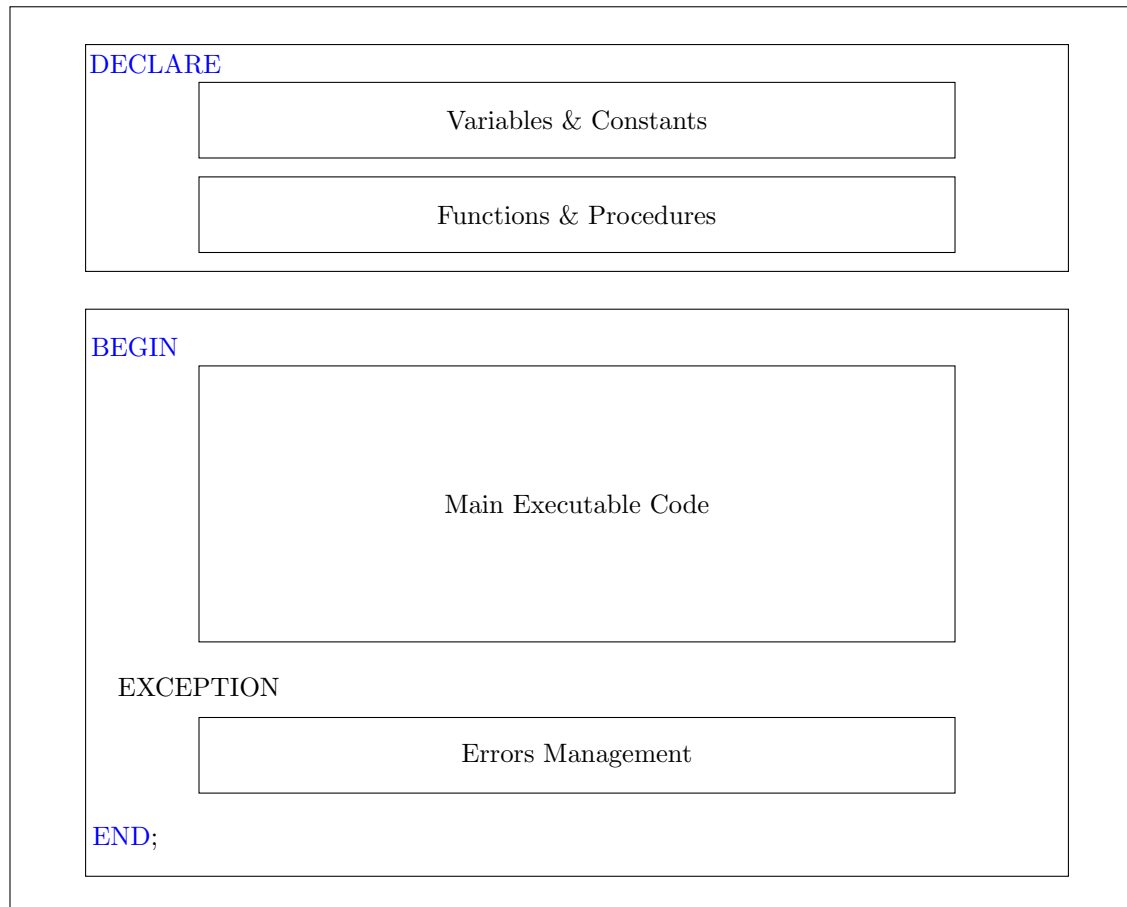 DECLARE
Variables & Constants
Functions & Procedures
BEGIN
Main Executable Code
EXCEPTION
Errors Management
END;